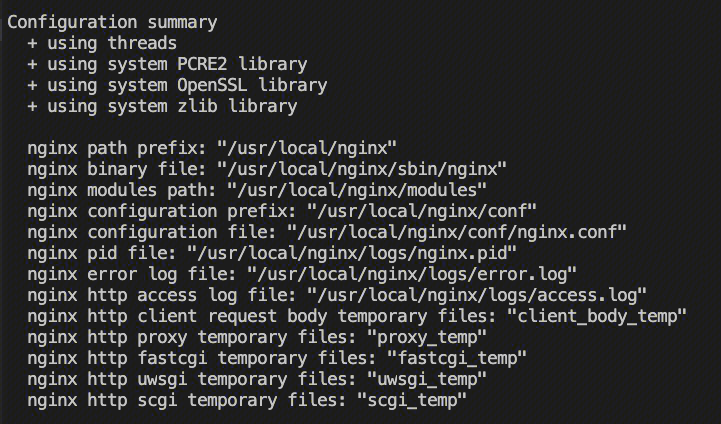 Configuration summary
+ using threads
+ using system PCRE2 library
+ using system OpenSSL library
+ using system zlib library
nginx path prefix: "/usr/local/nginx"
nginx binary file: "/usr/local/nginx/sbin/nginx"
nginx modules path: "/usr/local/nginx/modules"
nginx configuration prefix: "/usr/local/nginx/conf"
nginx configuration file: "/usr/local/nginx/conf/nginx.conf"
nginx pid file: "/usr/local/nginx/logs/nginx.pid"
nginx error log file: "/usr/local/nginx/logs/error.log"
nginx http access log file: "/usr/local/nginx/logs/access.log"
nginx http client request body temporary files: "client_body_temp"
nginx http proxy temporary files: "proxy_temp"
nginx http fastcgi temporary files: "fastcgi_temp"
nginx http uwsgi temporary files: "uwsgi_temp"
nginx http scgi temporary files: "scgi_temp"